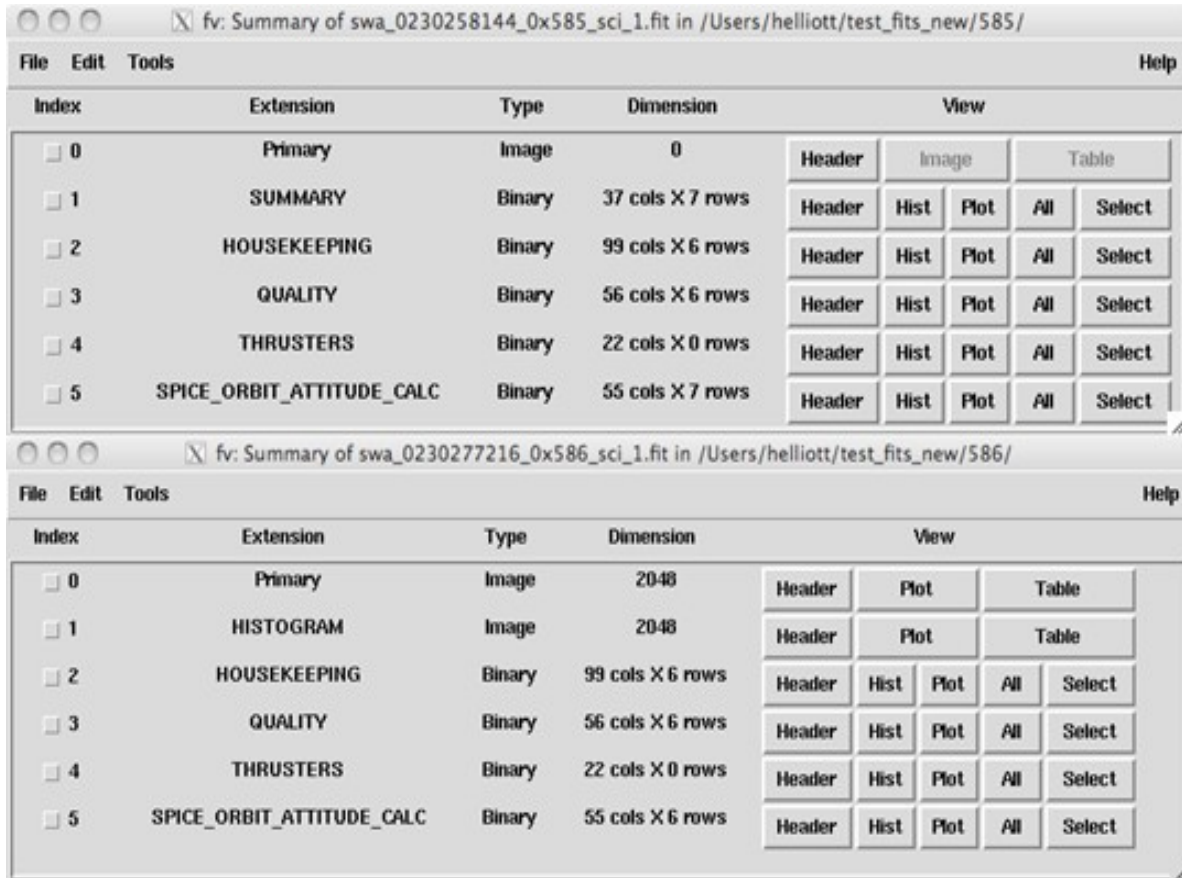 fv: Summary of swa_0230258144_0x585_sci_1.fit in /Users/helliott/test_fits_new/585/
File Edit Tools Help
Index Extension Type Dimension View
0 Primary Image 0 Header Image Table
1 SUMMARY Binary 37 cols X 7 rows Header Hist Plot All Select
2 HOUSEKEEPING Binary 99 cols X 6 rows Header Hist Plot All Select
3 QUALITY Binary 56 cols X 6 rows Header Hist Plot All Select
4 THRUSTERS Binary 22 cols X 0 rows Header Hist Plot All Select
5 SPICE_ORBIT_ATTITUDE_CALC Binary 55 cols X 7 rows Header Hist Plot All Select
fv: Summary of swa_0230277216_0x586_sci_1.fit in /Users/helliott/test_fits_new/586/
File Edit Tools Help
Index Extension Type Dimension View
0 Primary Image 2048 Header Plot Table
1 HISTOGRAM Image 2048 Header Plot Table
2 HOUSEKEEPING Binary 99 cols X 6 rows Header Hist Plot All Select
3 QUALITY Binary 56 cols X 6 rows Header Hist Plot All Select
4 THRUSTERS Binary 22 cols X 0 rows Header Hist Plot All Select
5 SPICE_ORBIT_ATTITUDE_CALC Binary 55 cols X 6 rows Header Hist Plot All Select